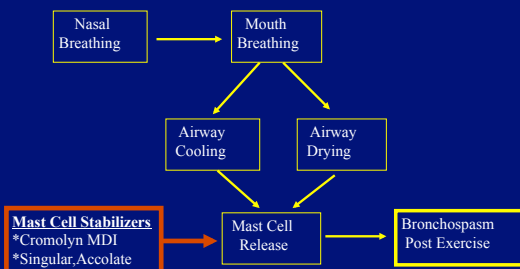 Nasal
Breathing
Mouth
Breathing
Airway
Cooling
Airway
Drying
Mast Cell Stabilizers
*Cromolyn MDI
*Singular,Accolate
Mast Cell
Release
Bronchospasm
Post Exercise